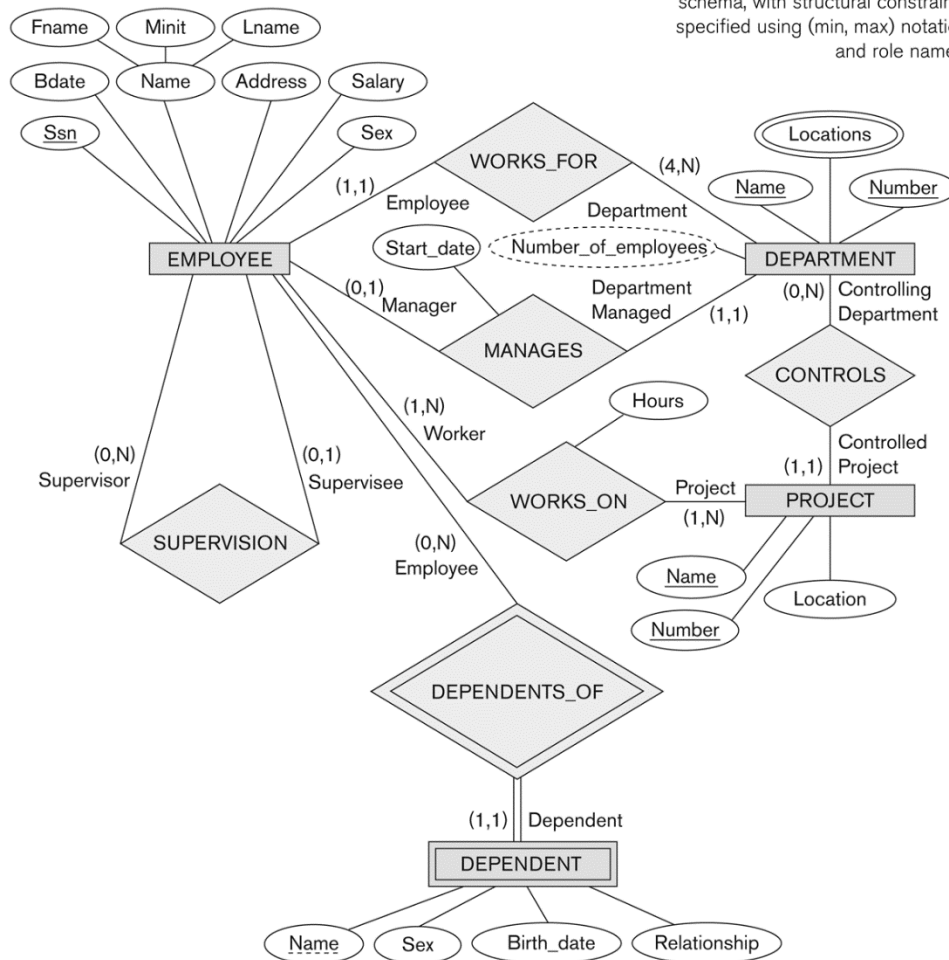 schema, with structural constrain
specified using (min, max) notati
and role name
Fname
Minit
Lname
Bdate
Name
Address
Salary
Ssn
Sex
Locations
WORKS_FOR
(4,N)
(1,1)
Employee
Department
Name
Number
Start_date
Number_of_employees
EMPLOYEE
DEPARTMENT
(0,1)
Manager
Department
Managed
(1,1)
(0,N)
Controlling
Department
MANAGES
CONTROLS
Hours
(1,N)
Worker
(0,N)
Supervisor
(0,1)
Supervisee
Controlled
Project
(1,1)
WORKS_ON
Project
(1,N)
PROJECT
SUPERVISION
(0,N)
Employee
Name
Location
Number
DEPENDENTS_OF
(1,1)
Dependent
DEPENDENT
Name
Sex
Birth_date
Relationship